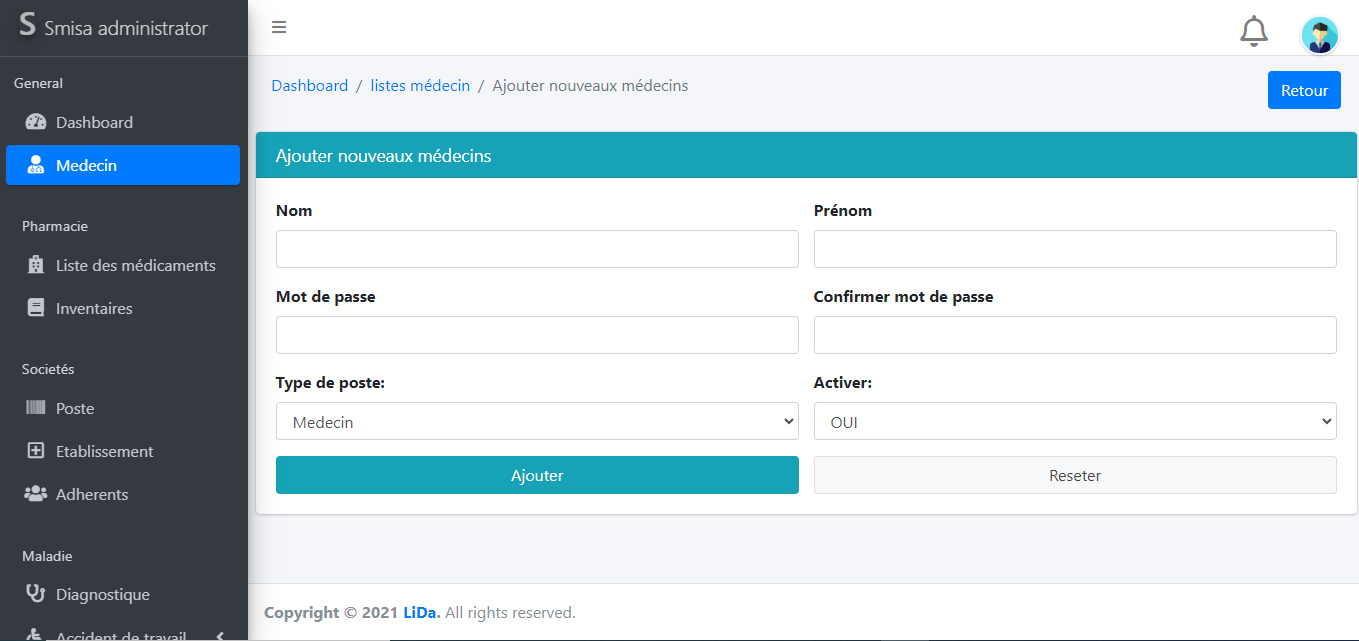 S Smisa administrator
General
Dashboard
Medecin
Pharmacie
Liste des médicaments
Inventaires
Societés
Poste
Etablissement
Adherents
Maladie
Diagnostique
Accident de travail
Dashboard / listes médecin / Ajouter nouveaux médecins
Retour
Ajouter nouveaux médecins
Nom
Prénom
Mot de passe
Confirmer mot de passe
Type de poste:
Activer:
Medecin
OUI
Ajouter
Reseter
Copyright © 2021 LiDa. All rights reserved.